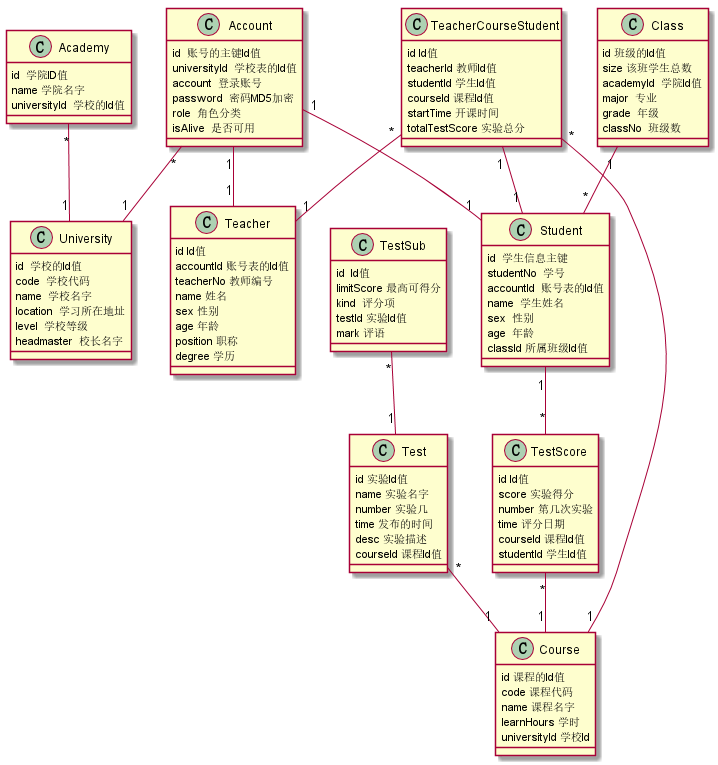 C Academy
id 学院ID值
name 学院名字
universityId 学校的Id值
C Account
id 账号的主键Id值
universityId 学校表的Id值
account 登录账号
password 密码MD5加密
role 角色分类
isAlive 是否可用
C TeacherCourseStudent
id Id值
teacherId 教师Id值
studentId 学生Id值
courseId 课程Id值
startTime 开课时间
totalTestScore 实验总分
C Class
id 班级的Id值
size 该班学生总数
academyId 学院Id值
major 专业
grade 年级
classNo 班级数
* * 1 1 * 1 * 1
1 1 1 1 1 1 *
C University
id 学校的Id值
code 学校代码
name 学校名字
location 学习所在地址
level 学校等级
headmaster 校长名字
C Teacher
id Id值
accountId 账号表的Id值
teacherNo 教师编号
name 姓名
sex 性别
age 年龄
position 职称
degree 学历
C TestSub
id Id值
limitScore 最高可得分
kind 评分项
testId 实验Id值
mark 评语
C Student
id 学生信息主键
studentNo 学号
accountId 账号表的Id值
name 学生姓名
sex 性别
age 年龄
classId 所属班级Id值
* 1
1 *
C Test
id 实验Id值
name 实验名字
number 实验几
time 发布的时间
desc 实验描述
courseId 课程Id值
C TestScore
id Id值
score 实验得分
number 第几次实验
time 评分日期
courseId 课程Id值
studentId 学生Id值
* *
1 1 1
C Course
id 课程的Id值
code 课程代码
name 课程名字
learnHours 学时
universityId 学校Id